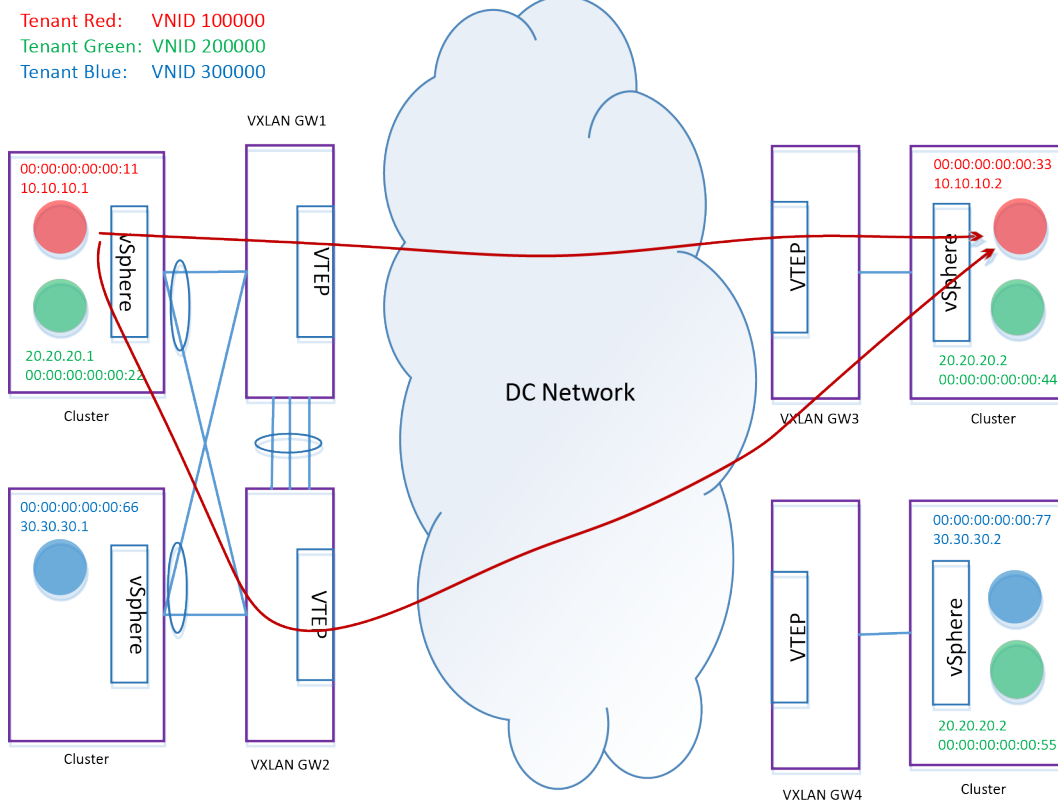 Tenant Red: VNID 100000
Tenant Green: VNID 200000
Tenant Blue: VNID 300000
VXLAN GW1
00:00:00:00:00:11
10.10.10.1
vSphere
20.20.20.1
00:00:00:00:00:22
Cluster
VTEP
00:00:00:00:00:66
30.30.30.1
vSphere
Cluster
VTEP
VXLAN GW2
DC Network
VTEP
VXLAN GW3
00:00:00:00:00:33
10.10.10.2
vSphere
20.20.20.2
00:00:00:00:00:44
Cluster
VTEP
VXLAN GW4
00:00:00:00:00:77
30.30.30.2
vSphere
20.20.20.2
00:00:00:00:00:55
Cluster